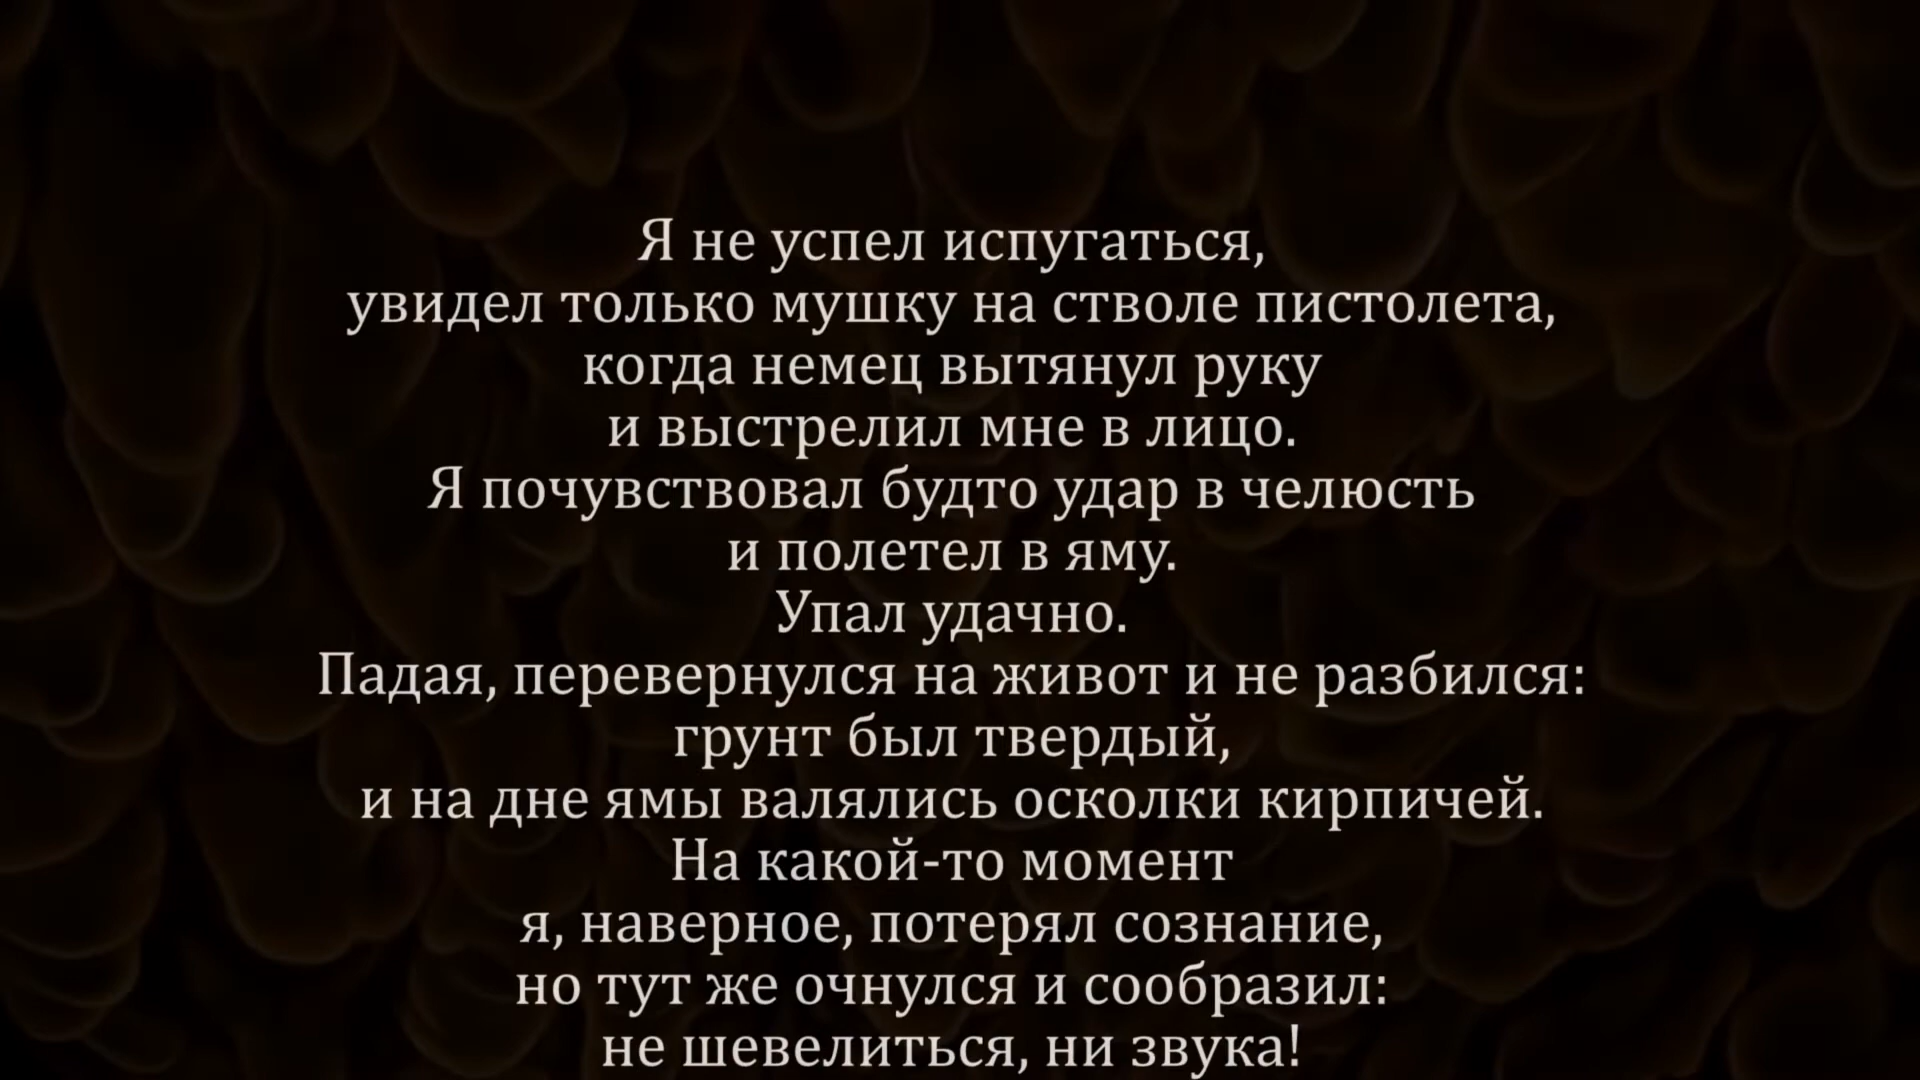 Я не успел испугаться,
увидел только мушку на стволе пистолета,
когда немец вытянул руку
и выстрелил мне в лицо.
Я почувствовал будто удар в челюсть
и полетел в яму.
Упал удачно.
Падая, перевернулся на живот и не разбился:
грунт был твердый,
и на дне ямы валялись осколки кирпичей.
На какой-то момент
я, наверное, потерял сознание,
но тут же очнулся и сообразил:
не шевелиться, ни звука!